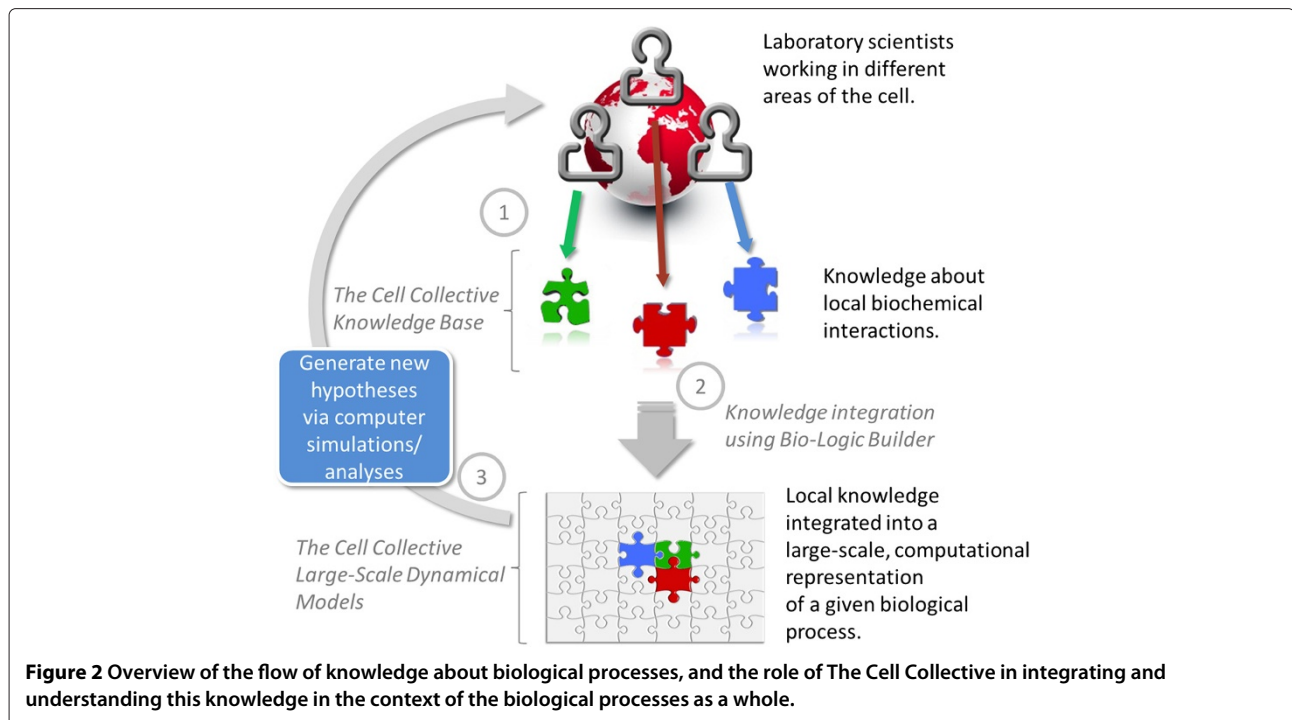 Laboratory scientists
working in different
areas of the cell.
1
The Cell Collective
Knowledge Base
Knowledge about
local biochemical
interactions.
Generate new
hypotheses
via computer
simulations/
analyses
2
Knowledge integration
using Bio-Logic Builder
3
The Cell Collective
Large-Scale Dynamical
Models
Local knowledge
integrated into a
large-scale, computational
representation
of a given biological
process.
Figure 2 Overview of the flow of knowledge about biological processes, and the role of The Cell Collective in integrating and
understanding this knowledge in the context of the biological processes as a whole.